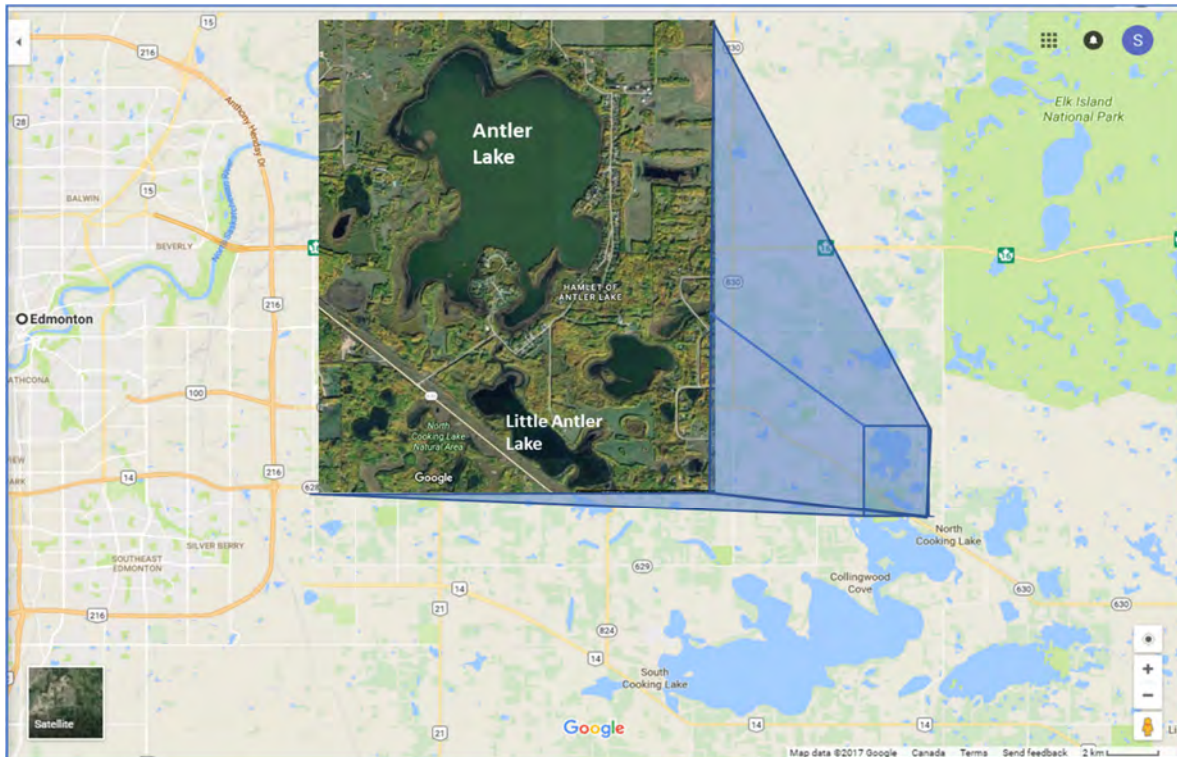 15
216
Anthony Henday Dr
28
North Saskatchewan River
BALWIN
15
BEVERLY
216
Edmonton
100
14
216
628
SILVER BERRY
SOUTHEAST
EDMONTON
216
21
14
629
824
14
21
South
Cooking Lake
Antler
Lake
HAMLET OF
ANTLER LAKE
Little Antler
Lake
North
Cooking Lake
Natural Area
Google
830
830
16
Elk Island
National Park
S
North
Cooking Lake
Collingwood
Cove
630
630
14
14
Satellite
Google
Map data ©2017 Google Canada Terms Send feedback 2 km